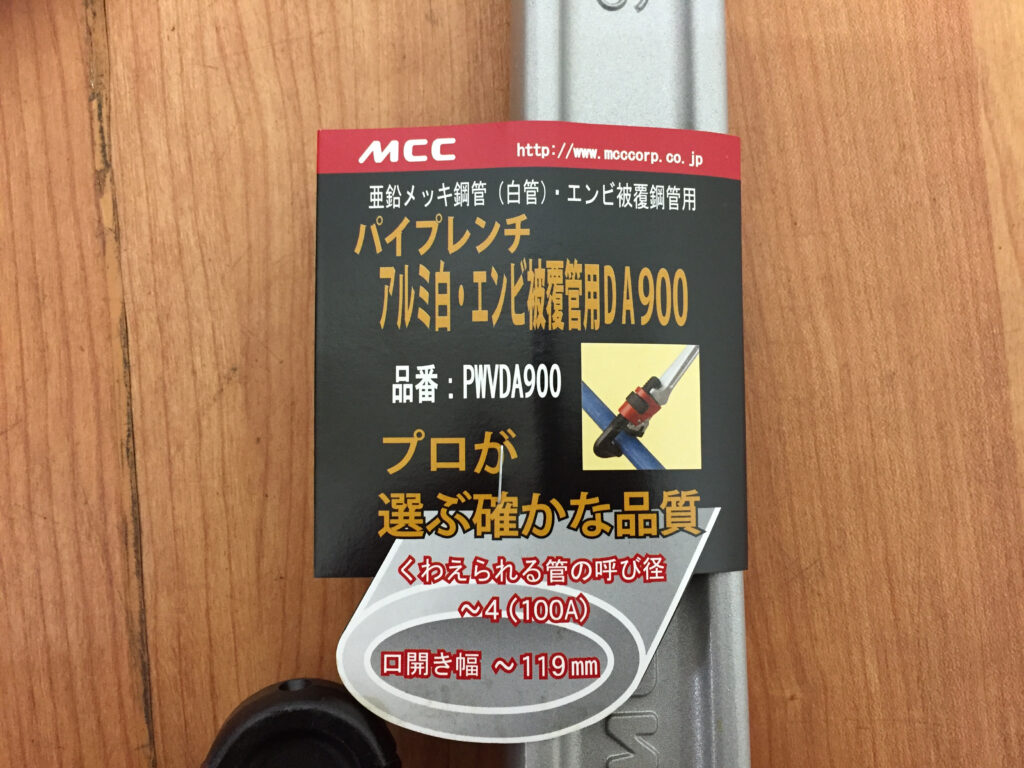 MCC http://www.mcccorp.co.jp
亜鉛メッキ鋼管（白管）・エンビ被覆鋼管用
パイプレンチ
アルミ白・エンビ被覆管用DA900
品番：PWVDA900
プロが
選ぶ確かな品質
くわえられる管の呼び径
～4（100A）
口開き幅 ～119mm